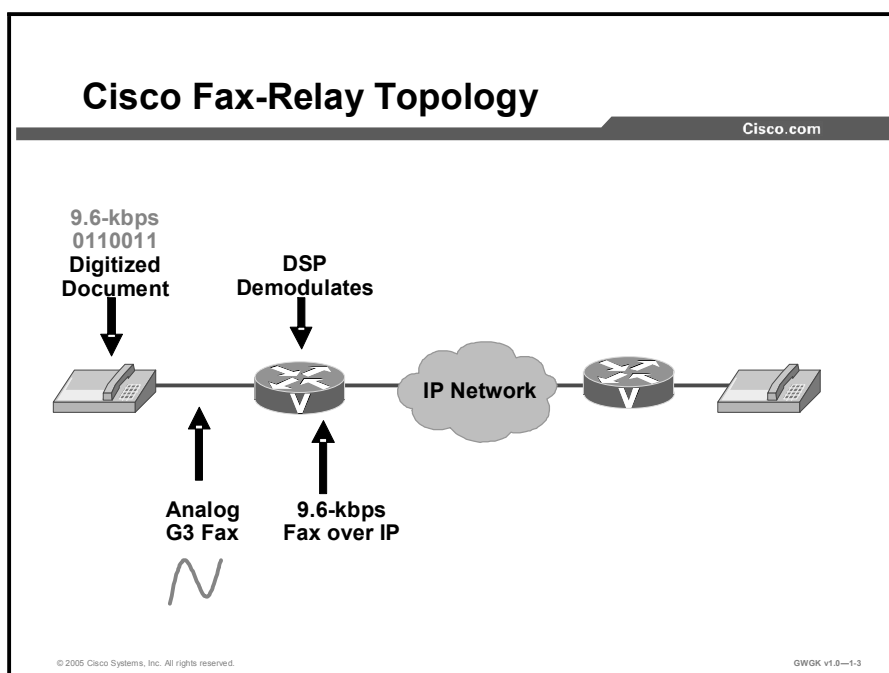 Cisco Fax-Relay Topology
Cisco.com
9.6-kbps
0110011
Digitized
Document
DSP
Demodulates
IP Network
V
V
Analog
G3 Fax
9.6-kbps
Fax over IP
© 2005 Cisco Systems, Inc. All rights reserved.
GWGK v1.0—1-3